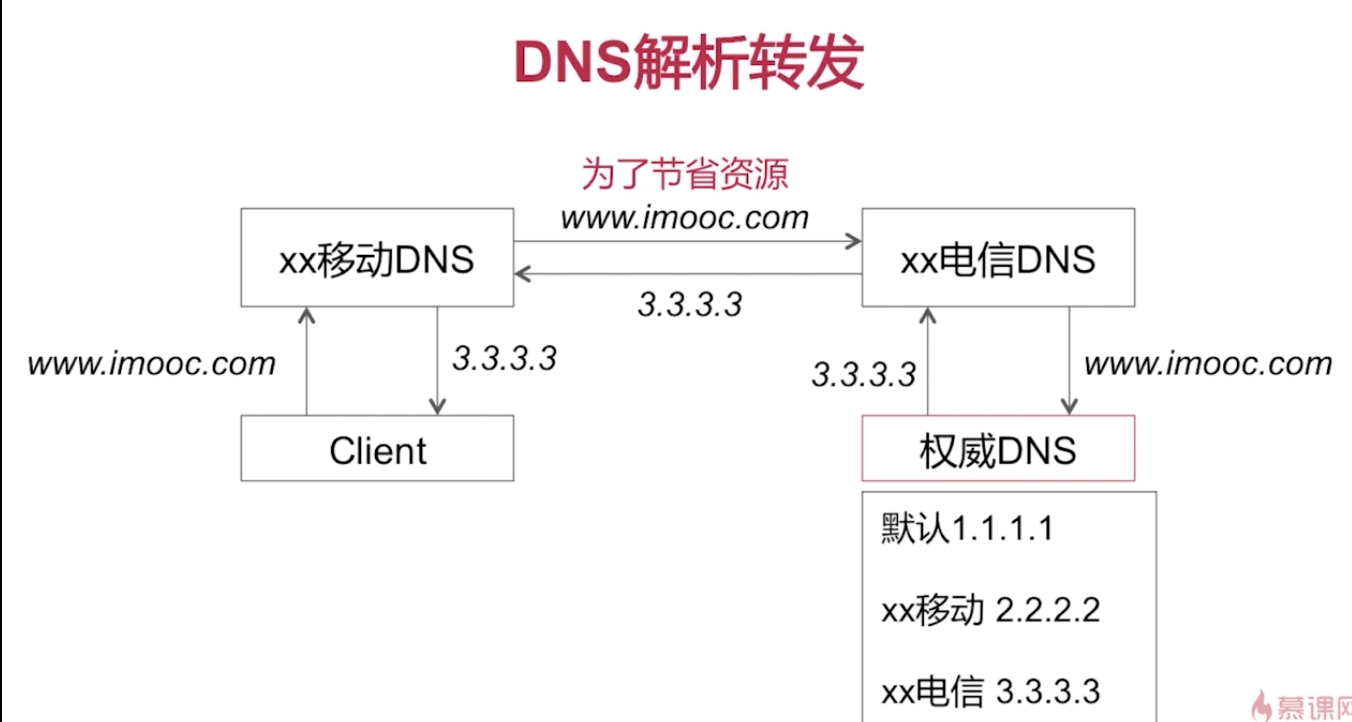 DNS解析转发
为了节省资源
www.imooc.com
xx移动DNS
xx电信DNS
3.3.3.3
www.imooc.com
3.3.3.3
3.3.3.3
www.imooc.com
Client
权威DNS
默认1.1.1.1
xx移动 2.2.2.2
xx电信 3.3.3.3
慕课网